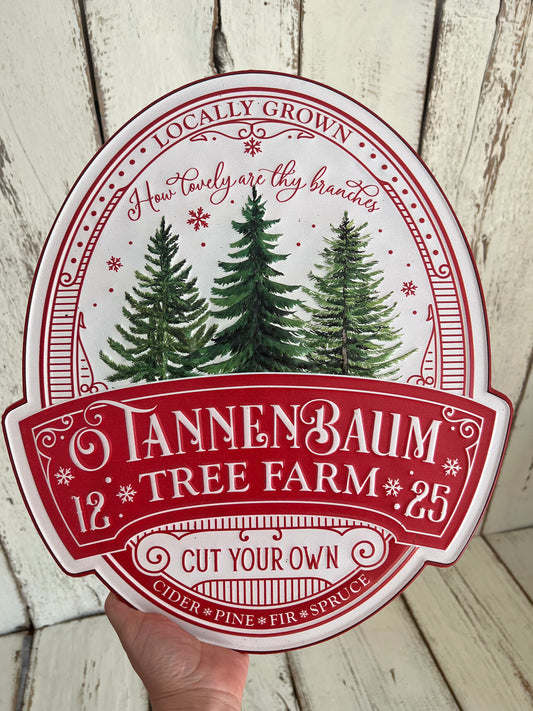 LOCALLY GROWN
How lovely are thy branches
O TANNENBAUM
TREE FARM
12 25
CUT YOUR OWN
CIDER * PINE * FIR * SPRUCE